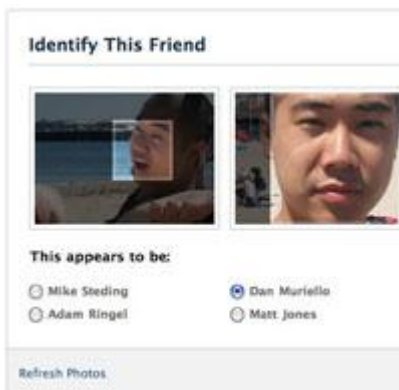 Identify This Friend
This appears to be:
Mike Steding
Dan Muriello
Adam Ringel
Matt Jones
Refresh Photos